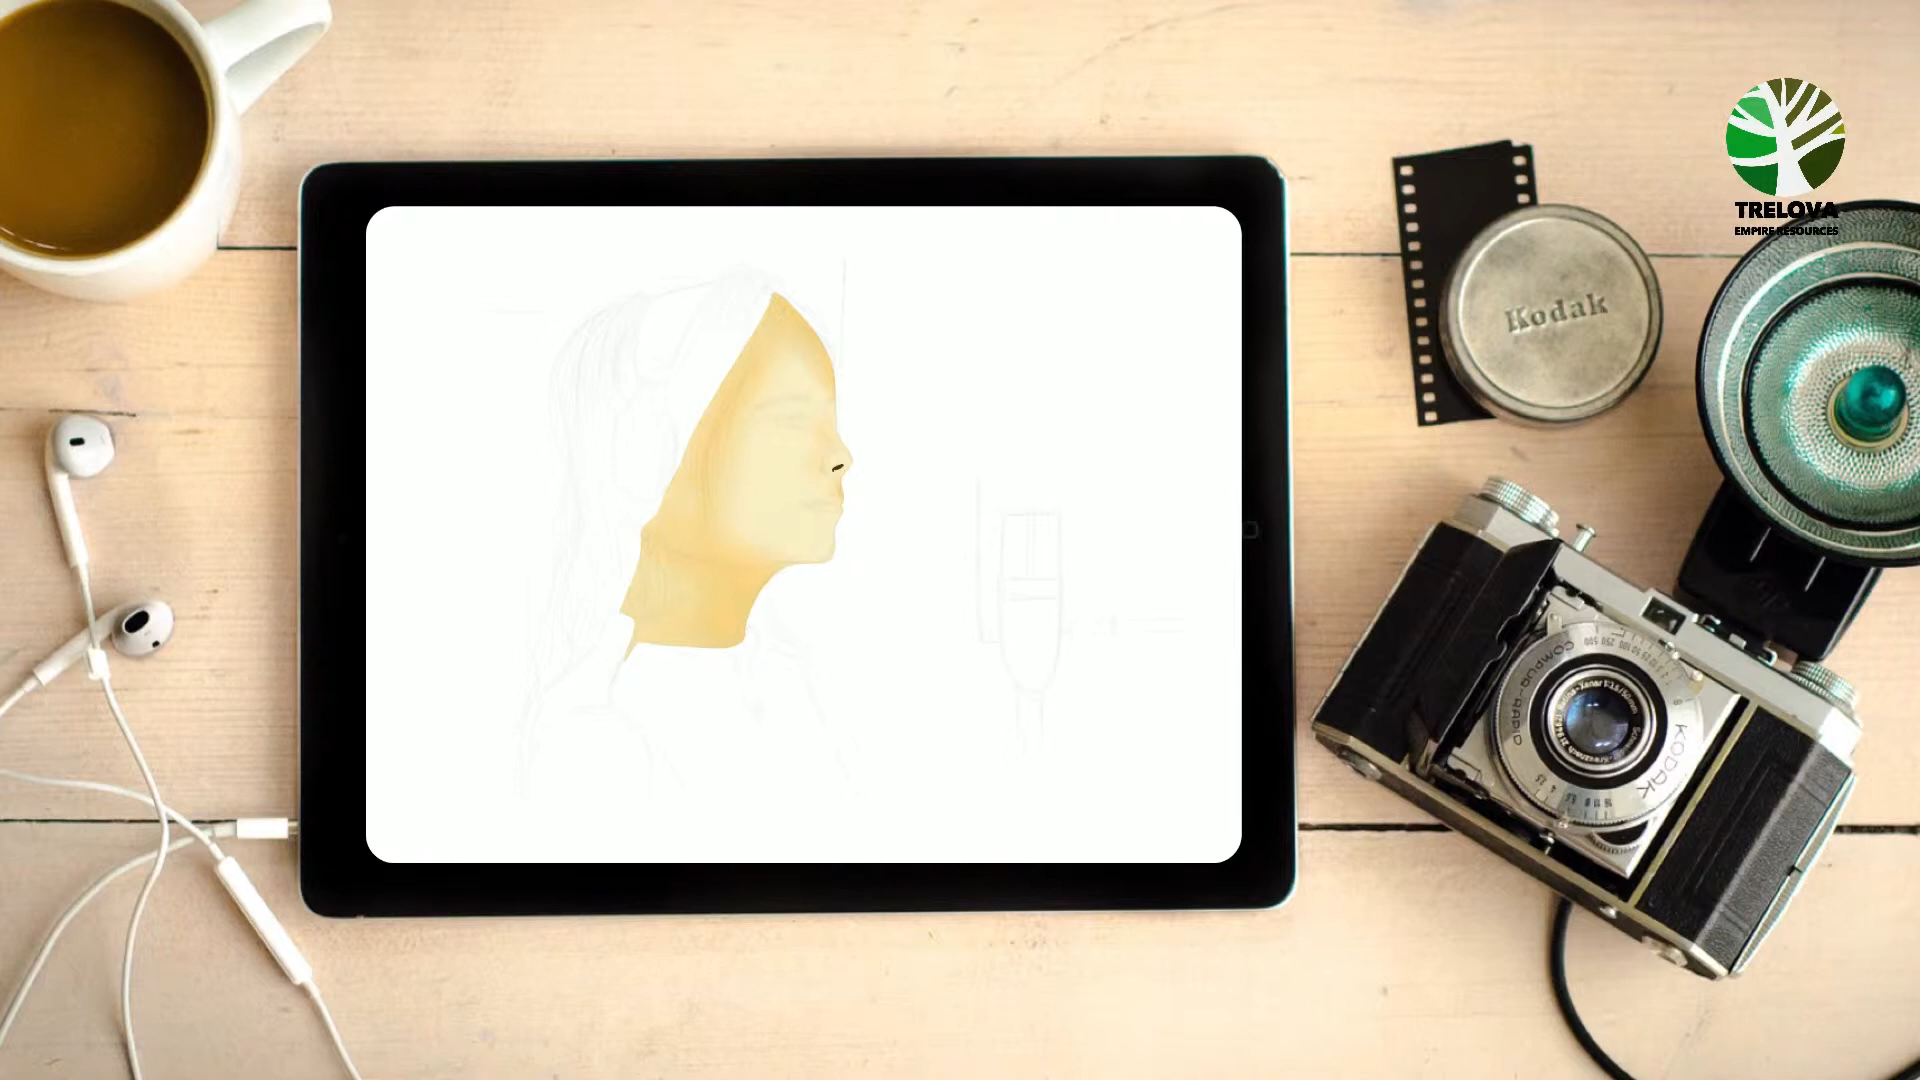 TRELOVA
EMPIRE RESOURCES
Kodak
COMPUR-RAPID
KODAK